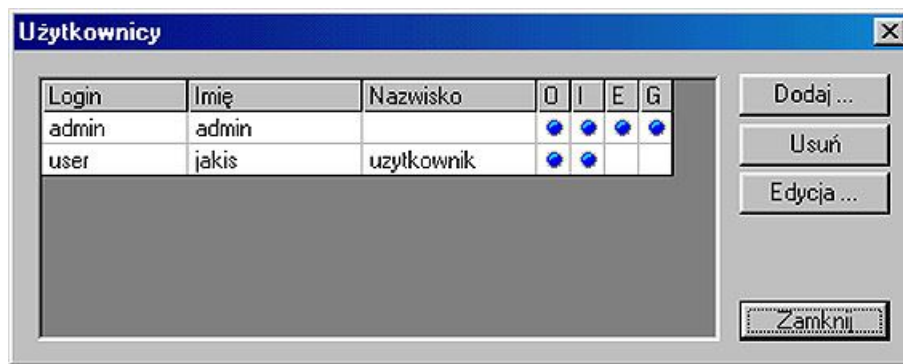 Użytkownicy
Login Imię Nazwisko O I E G
admin admin
user jakis uzytkownik
Dodaj ...
Usuń
Edycja ...
Zamknij